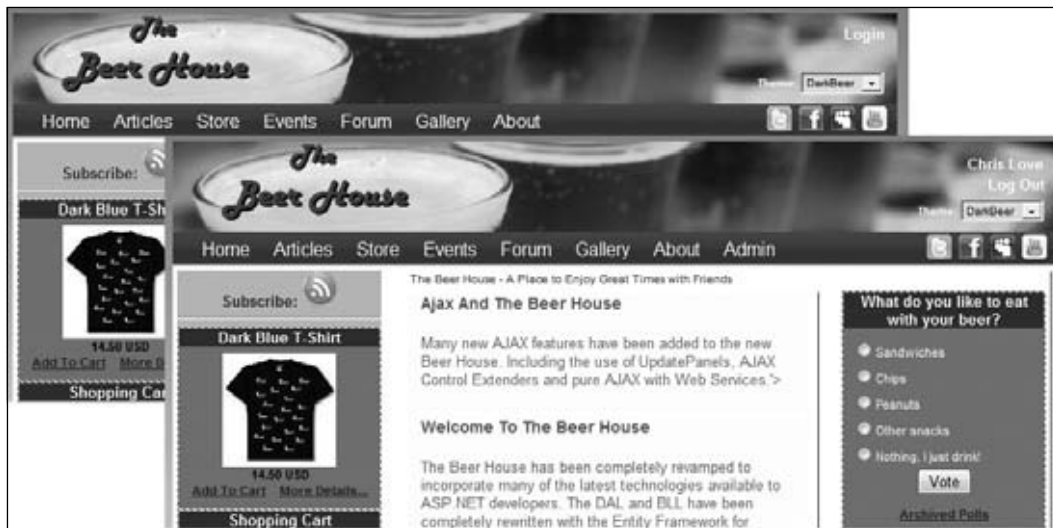 The
Beer House
Login
Theme: DarkBeer
Home Articles Store Events Forum Gallery About
Subscribe:
Dark Blue T-Sh
14.50 USD
Add To Cart More D
Shopping Car
The
Beer House
Chris Love
Log Out
Theme: DarkBeer
Home Articles Store Events Forum Gallery About Admin
Subscribe:
Dark Blue T-Shirt
14.50 USD
Add To Cart More Details...
Shopping Cart
The Beer House - A Place to Enjoy Great Times with Friends
Ajax And The Beer House
Many new AJAX features have been added to the new
Beer House. Including the use of UpdatePanels, AJAX
Control Extenders and pure AJAX with Web Services.'>
Welcome To The Beer House
The Beer House has been completely revamped to
incorporate many of the latest technologies available to
ASP.NET developers. The DAL and BLL have been
completely rewritten with the Entity Framework for
What do you like to eat
with your beer?
Sandwiches
Chips
Peanuts
Other snacks
Nothing, I just drink!
Vote
Archived Polls